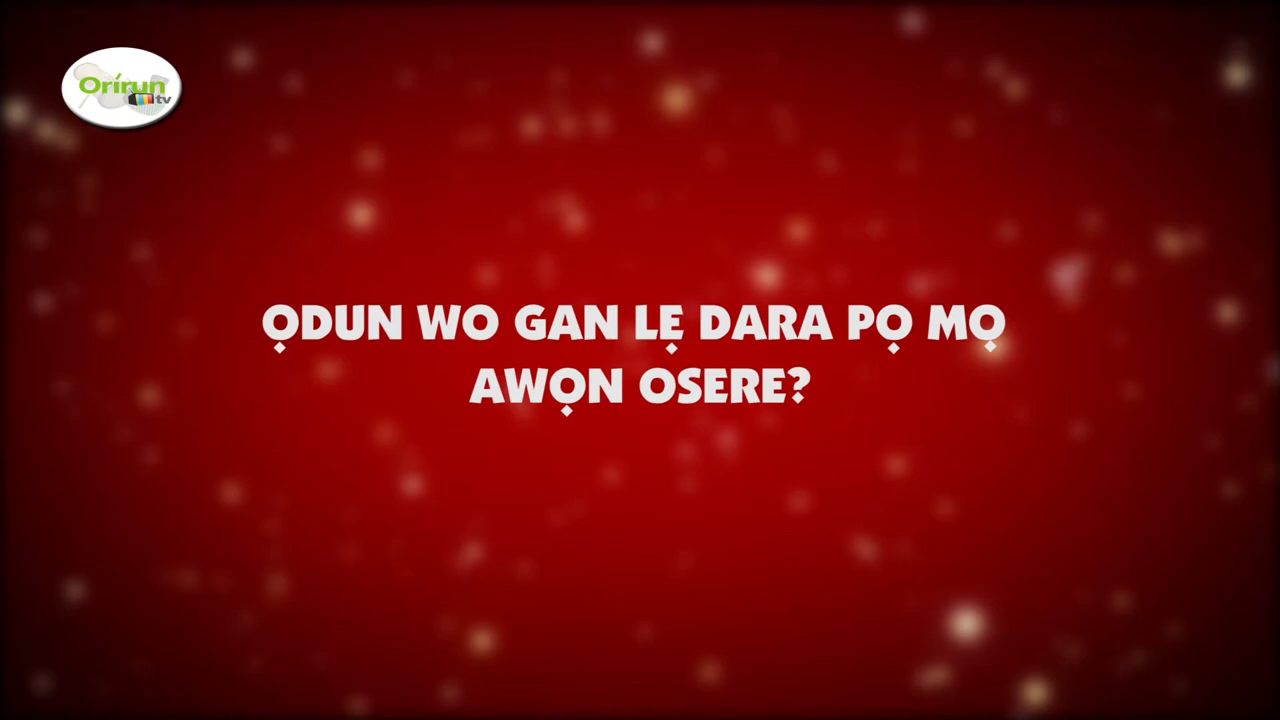 Orírun
tv
ỌDUN WO GAN LẸ DARA PỌ MỌ
AWỌN OSERE?